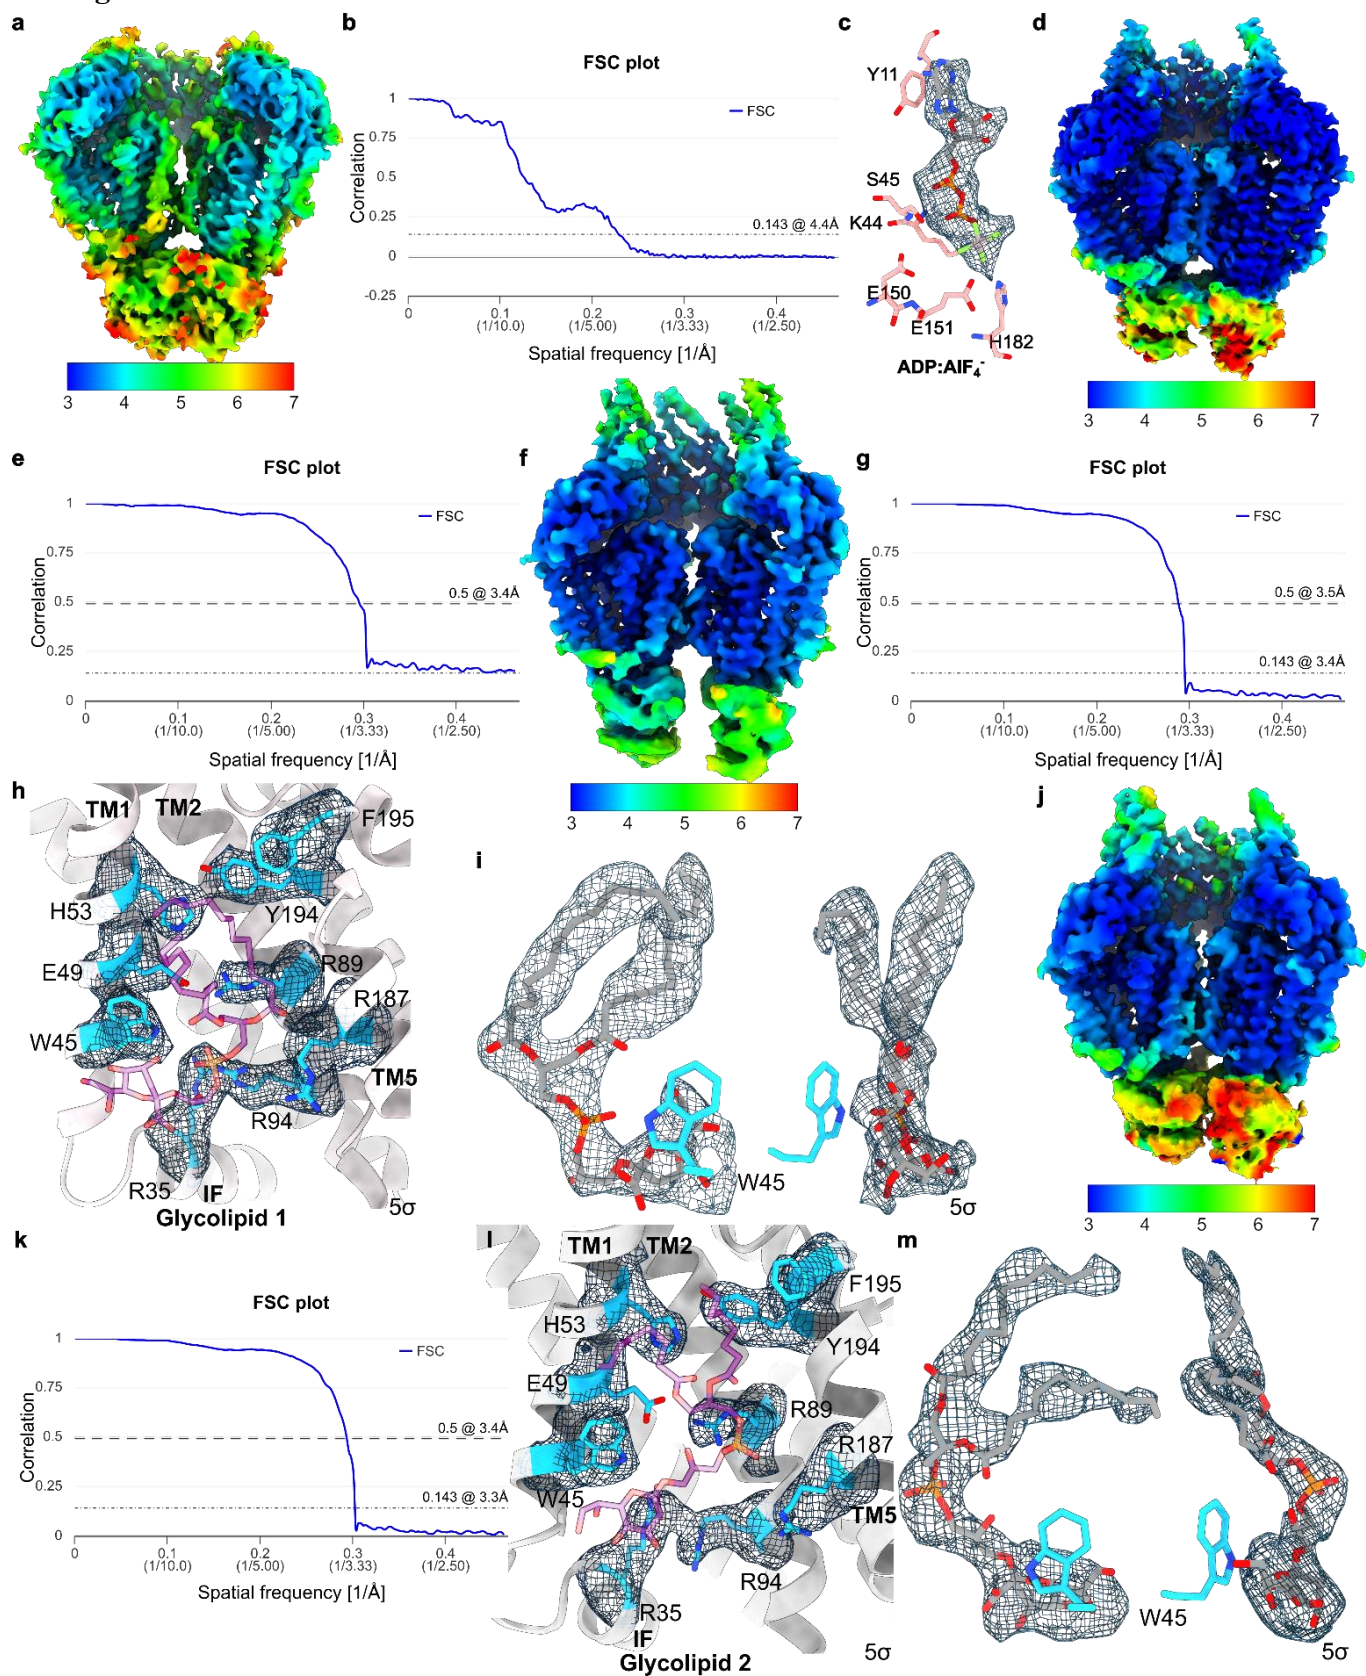 a
3 4 5 6 7
b
FSC plot
FSC
1
0.75
0.5
0.25
0
-0.25
Correlation
0.143 @ 4.4Å
0.1 0.2 0.3 0.4
(1/10.0) (1/5.00) (1/3.33) (1/2.50)
Spatial frequency [1/Å]
c
Y11
S45
K44
E150
E151
H182
ADP:AlF4-
d
3 4 5 6 7
e
FSC plot
FSC
1
0.75
0.5
0.25
0
Correlation
0.5 @ 3.4Å
0 0.1 0.2 0.3 0.4
(1/10.0) (1/5.00) (1/3.33) (1/2.50)
Spatial frequency [1/Å]
f
3 4 5 6 7
g
FSC plot
FSC
1
0.75
0.5
0.25
0
Correlation
0.5 @ 3.5Å
0.143 @ 3.4Å
0 0.1 0.2 0.3 0.4
(1/10.0) (1/5.00) (1/3.33) (1/2.50)
Spatial frequency [1/Å]
h
TM1 TM2
F195
H53
Y194
E49
R89
R187
W45
TM5
R94
R35
IF
5σ
Glycolipid 1
i
W45
5σ
j
3 4 5 6 7
k
FSC plot
FSC
1
0.75
0.5
0.25
0
Correlation
0.5 @ 3.4Å
0.143 @ 3.3Å
0 0.1 0.2 0.3 0.4
(1/10.0) (1/5.00) (1/3.33) (1/2.50)
Spatial frequency [1/Å]
l
TM1 TM2
F195
H53
Y194
E49
R89
R187
W45
TM5
R94
R35
IF
5σ
Glycolipid 2
m
W45
5σ